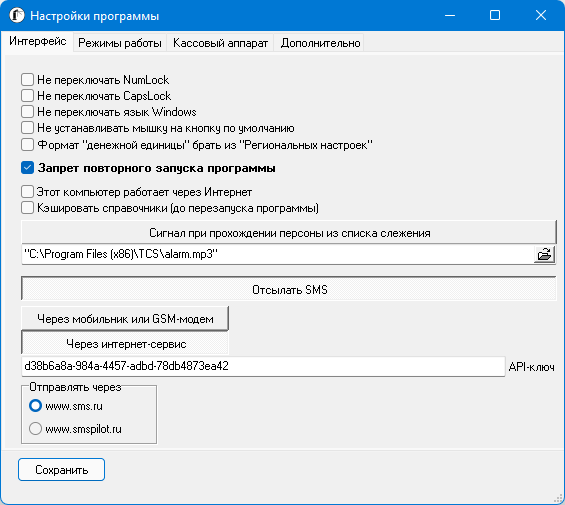 Настройки программы
Интерфейс Режимы работы Кассовый аппарат Дополнительно
Не переключать NumLock
Не переключать CapsLock
Не переключать язык Windows
Не устанавливать мышку на кнопку по умолчанию
Формат "денежной единицы" брать из "Региональных настроек"
Запрет повторного запуска программы
Этот компьютер работает через Интернет
Кэшировать справочники (до перезапуска программы)
Сигнал при прохождении персоны из списка слежения
"C:\Program Files (x86)\TCS\alarm.mp3"
Отсылать SMS
Через мобильник или GSM-модем
Через интернет-сервис
d38b6a8a-984a-4457-adbd-78db4873ea42 API-ключ
Отправлять через
www.sms.ru
www.smspilot.ru
Сохранить